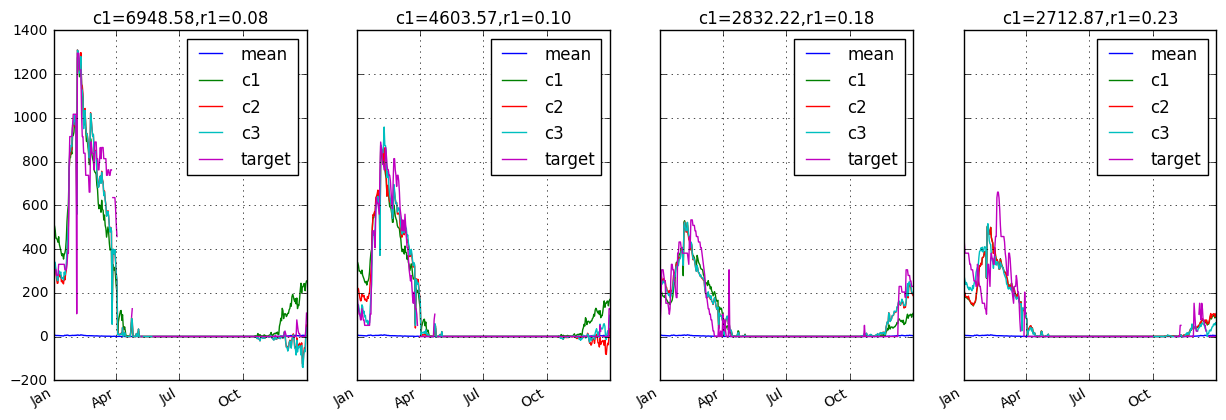 c1=6948.58,r1=0.08
c1=4603.57,r1=0.10
c1=2832.22,r1=0.18
c1=2712.87,r1=0.23
1400
1200
1000
800
600
400
200
0
−200
mean
c1
c2
c3
target
mean
c1
c2
c3
target
mean
c1
c2
c3
target
mean
c1
c2
c3
target
Jan Apr Jul Oct
Jan Apr Jul Oct
Jan Apr Jul Oct
Jan Apr Jul Oct